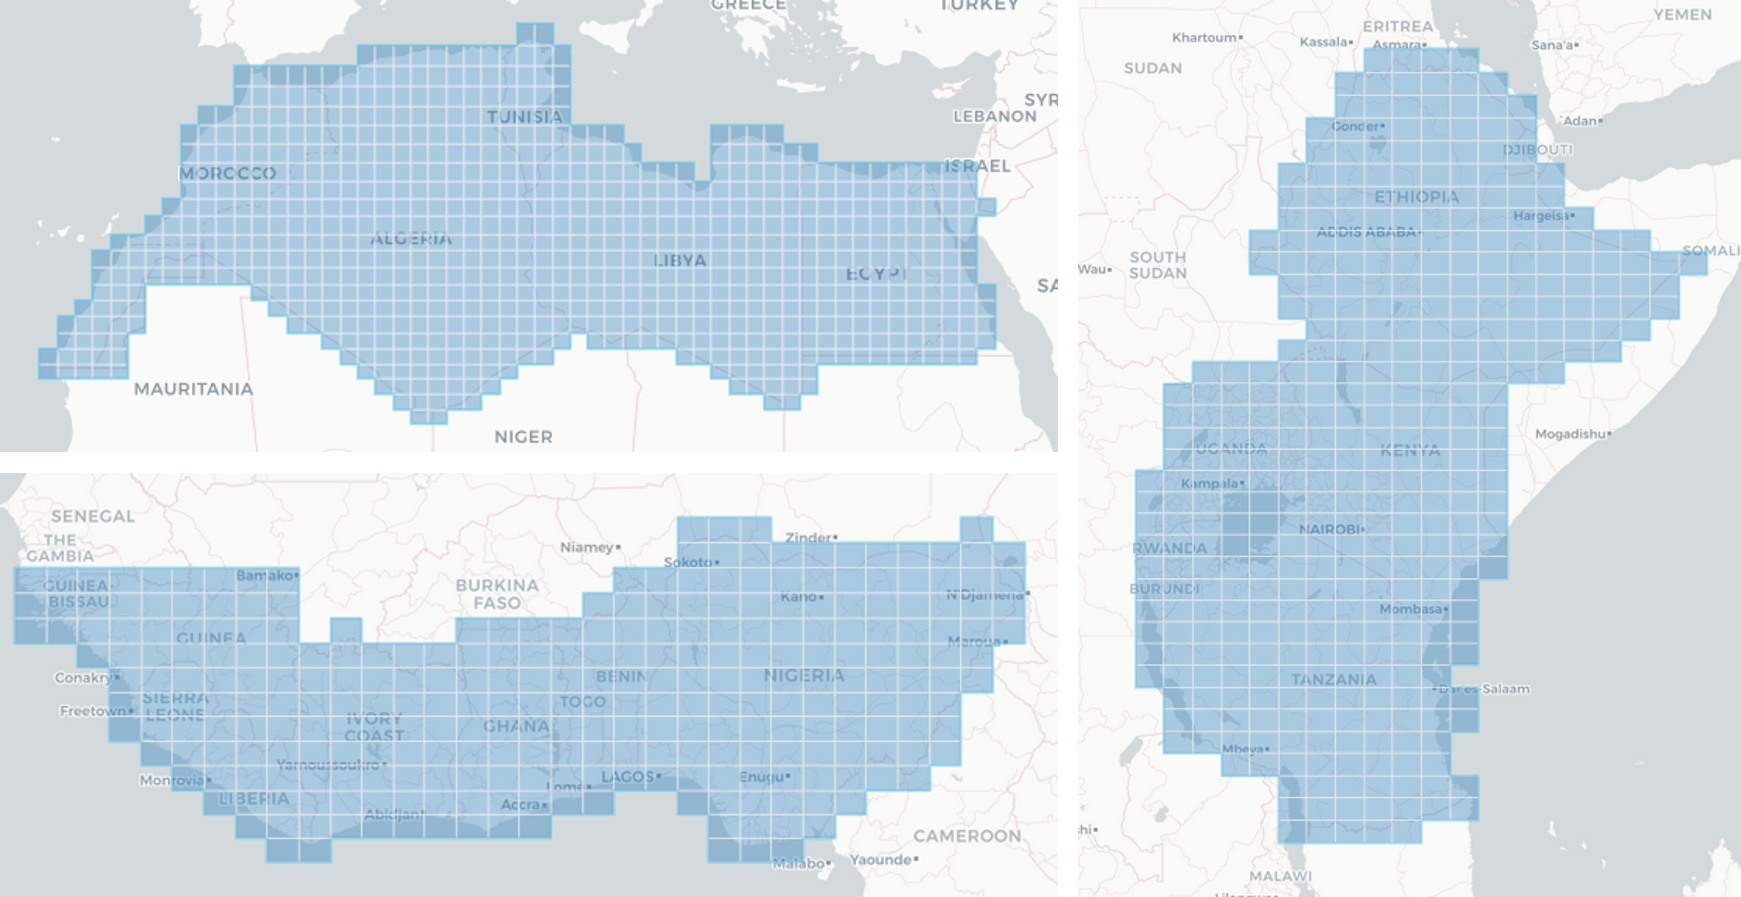 GREECE
TURKEY
TUNISIA
SYR
LEBANON
ISRAEL
MOROCCO
ALGERIA
LIBYA
EGYPT
SA
MAURITANIA
NIGER
SENEGAL
THE
GAMBIA
GUINEA
BISSAU
Bamako
Niamey
BURKINA
FASO
Sokoto
Zinder
Kano
N'Djamena
Maroua
GUINEA
Conakry
SIERRA
LEONE
Freetown
IVORY
COAST
GHANA
BENIN
TOGO
NIGERIA
Yamoussoukro
Monrovia
LIBERIA
Abidjan
Accra
Lome
LAGOS
Enugu
CAMEROON
Malabo
Yaounde
ERITREA
YEMEN
Khartoum
Kassala
Asmara
Sana'a
SUDAN
Gonder
Adan
DJIBOUTI
ETHIOPIA
Hargeisa
ADDIS ABABA
SOUTH
SUDAN
Wau
SOMALI
Mogadishu
UGANDA
KENYA
Kampala
NAIROBI
RWANDA
BURUNDI
Mombasa
TANZANIA
Dar es Salaam
Mbeya
hi
MALAWI